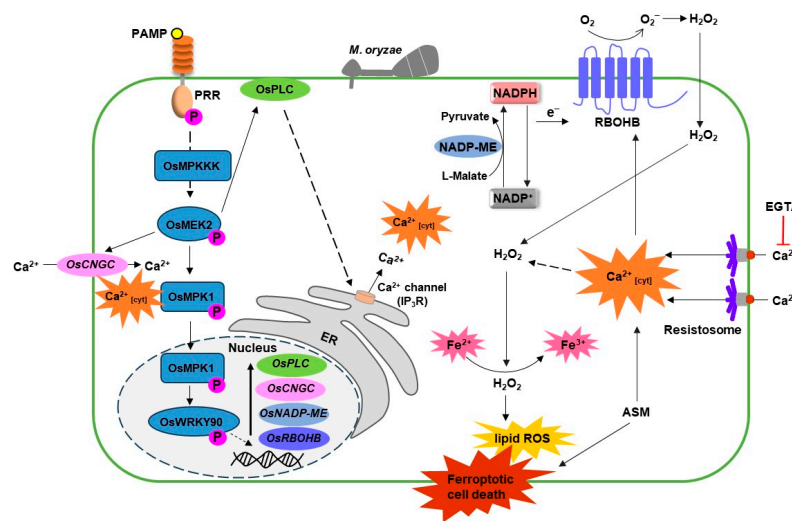 PAMP
PRR
P
OsMPKKK
OsMEK2
P
OsPLC
M. oryzae
Ca²⁺
OsCNGC
Ca²⁺
Ca²⁺ [cyt]
OsMPK1
P
OsMPK1
P
OsWRKY90
P
Nucleus
OsPLC
OsCNGC
OsNADP-ME
OsRBOHB
ER
Ca²⁺ [cyt]
Ca²⁺
Ca²⁺ channel
(IP₃R)
NADPH
Pyruvate
NADP-ME
L-Malate
NADP⁺
e⁻
O₂
O₂⁻
H₂O₂
RBOHB
H₂O₂
H₂O₂
Ca²⁺ [cyt]
EGTA
Ca²
Ca²
Resistosome
Fe²⁺
Fe³⁺
H₂O₂
ASM
lipid ROS
Ferroptotic
cell death